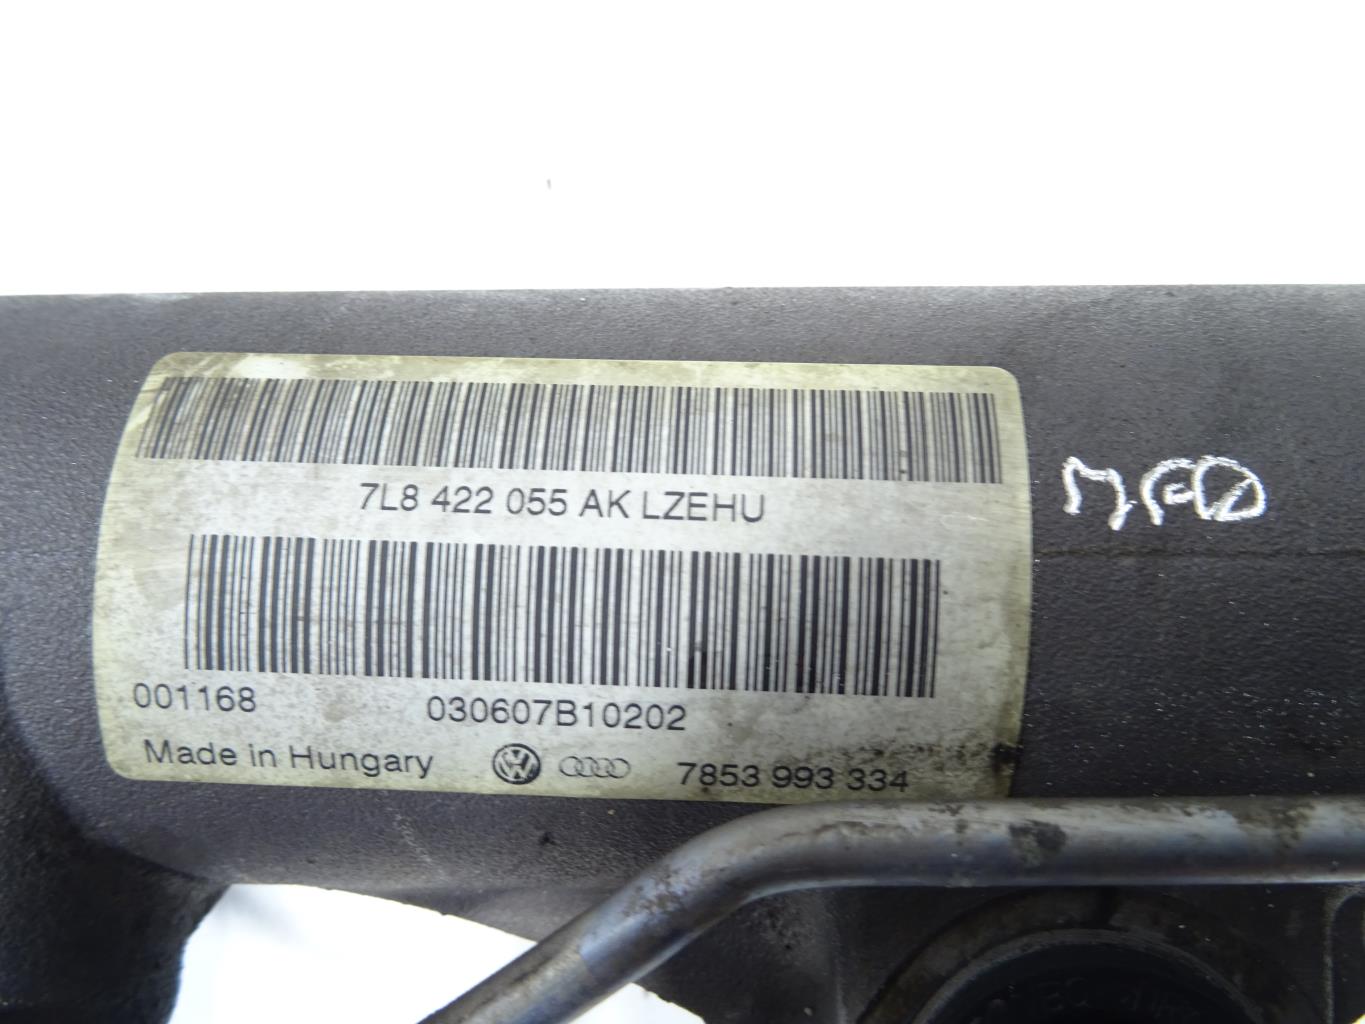 7L8 422 055 AK LZEHU
001168 030607B10202
Made in Hungary 7853 993 334